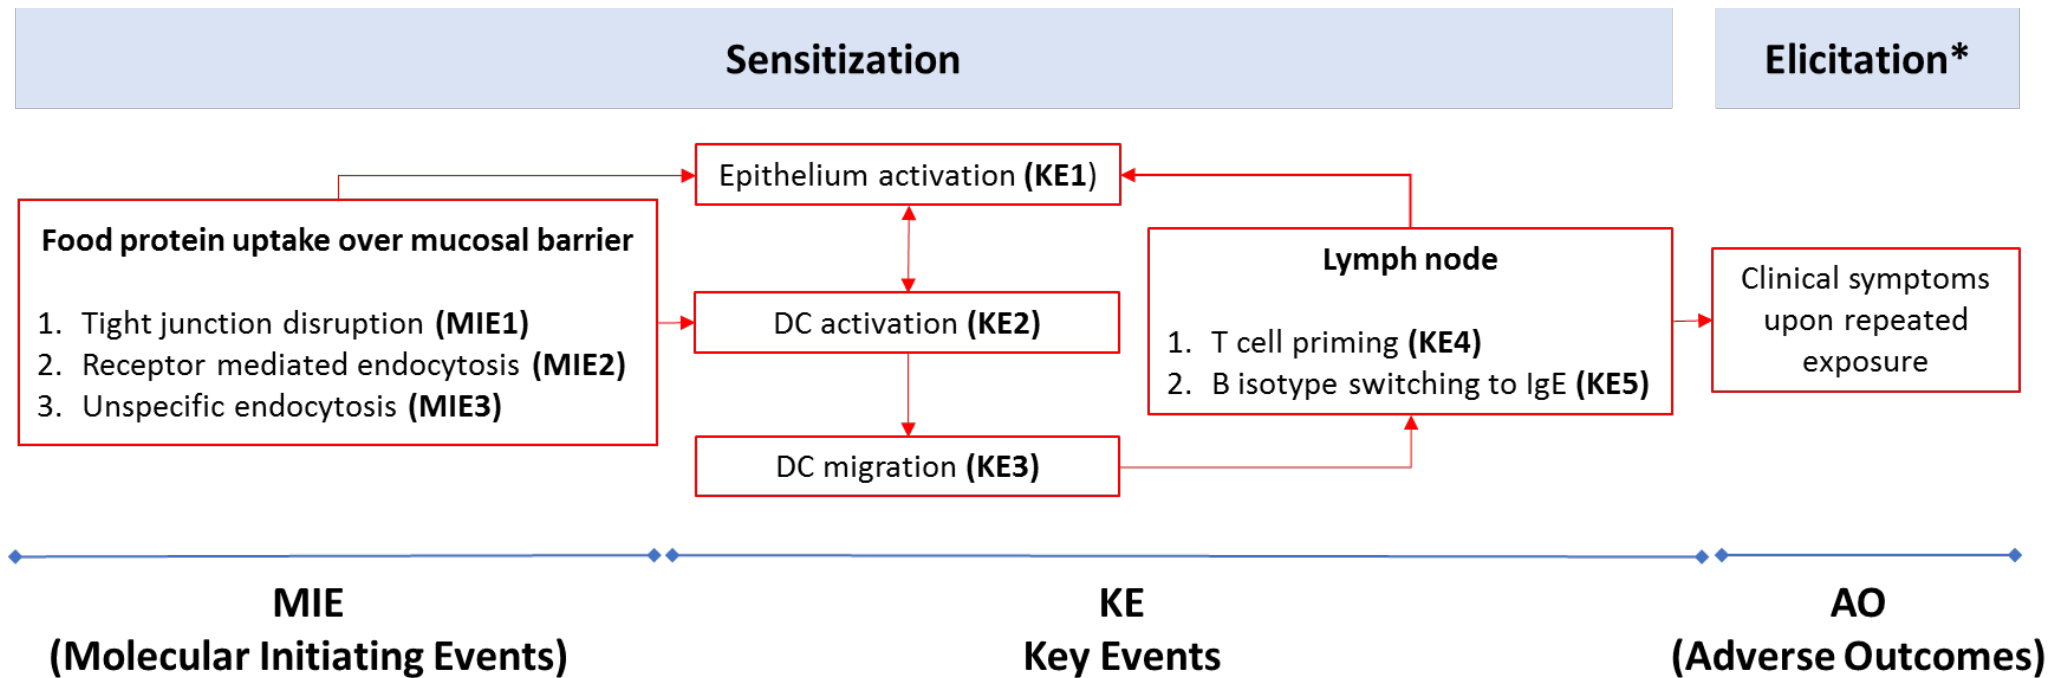 Sensitization
Elicitation*
Epithelium activation (KE1)
Food protein uptake over mucosal barrier
1. Tight junction disruption (MIE1)
2. Receptor mediated endocytosis (MIE2)
3. Unspecific endocytosis (MIE3)
DC activation (KE2)
DC migration (KE3)
Lymph node
1. T cell priming (KE4)
2. B isotype switching to IgE (KE5)
Clinical symptoms
upon repeated
exposure
MIE
(Molecular Initiating Events)
KE
Key Events
AO
(Adverse Outcomes)